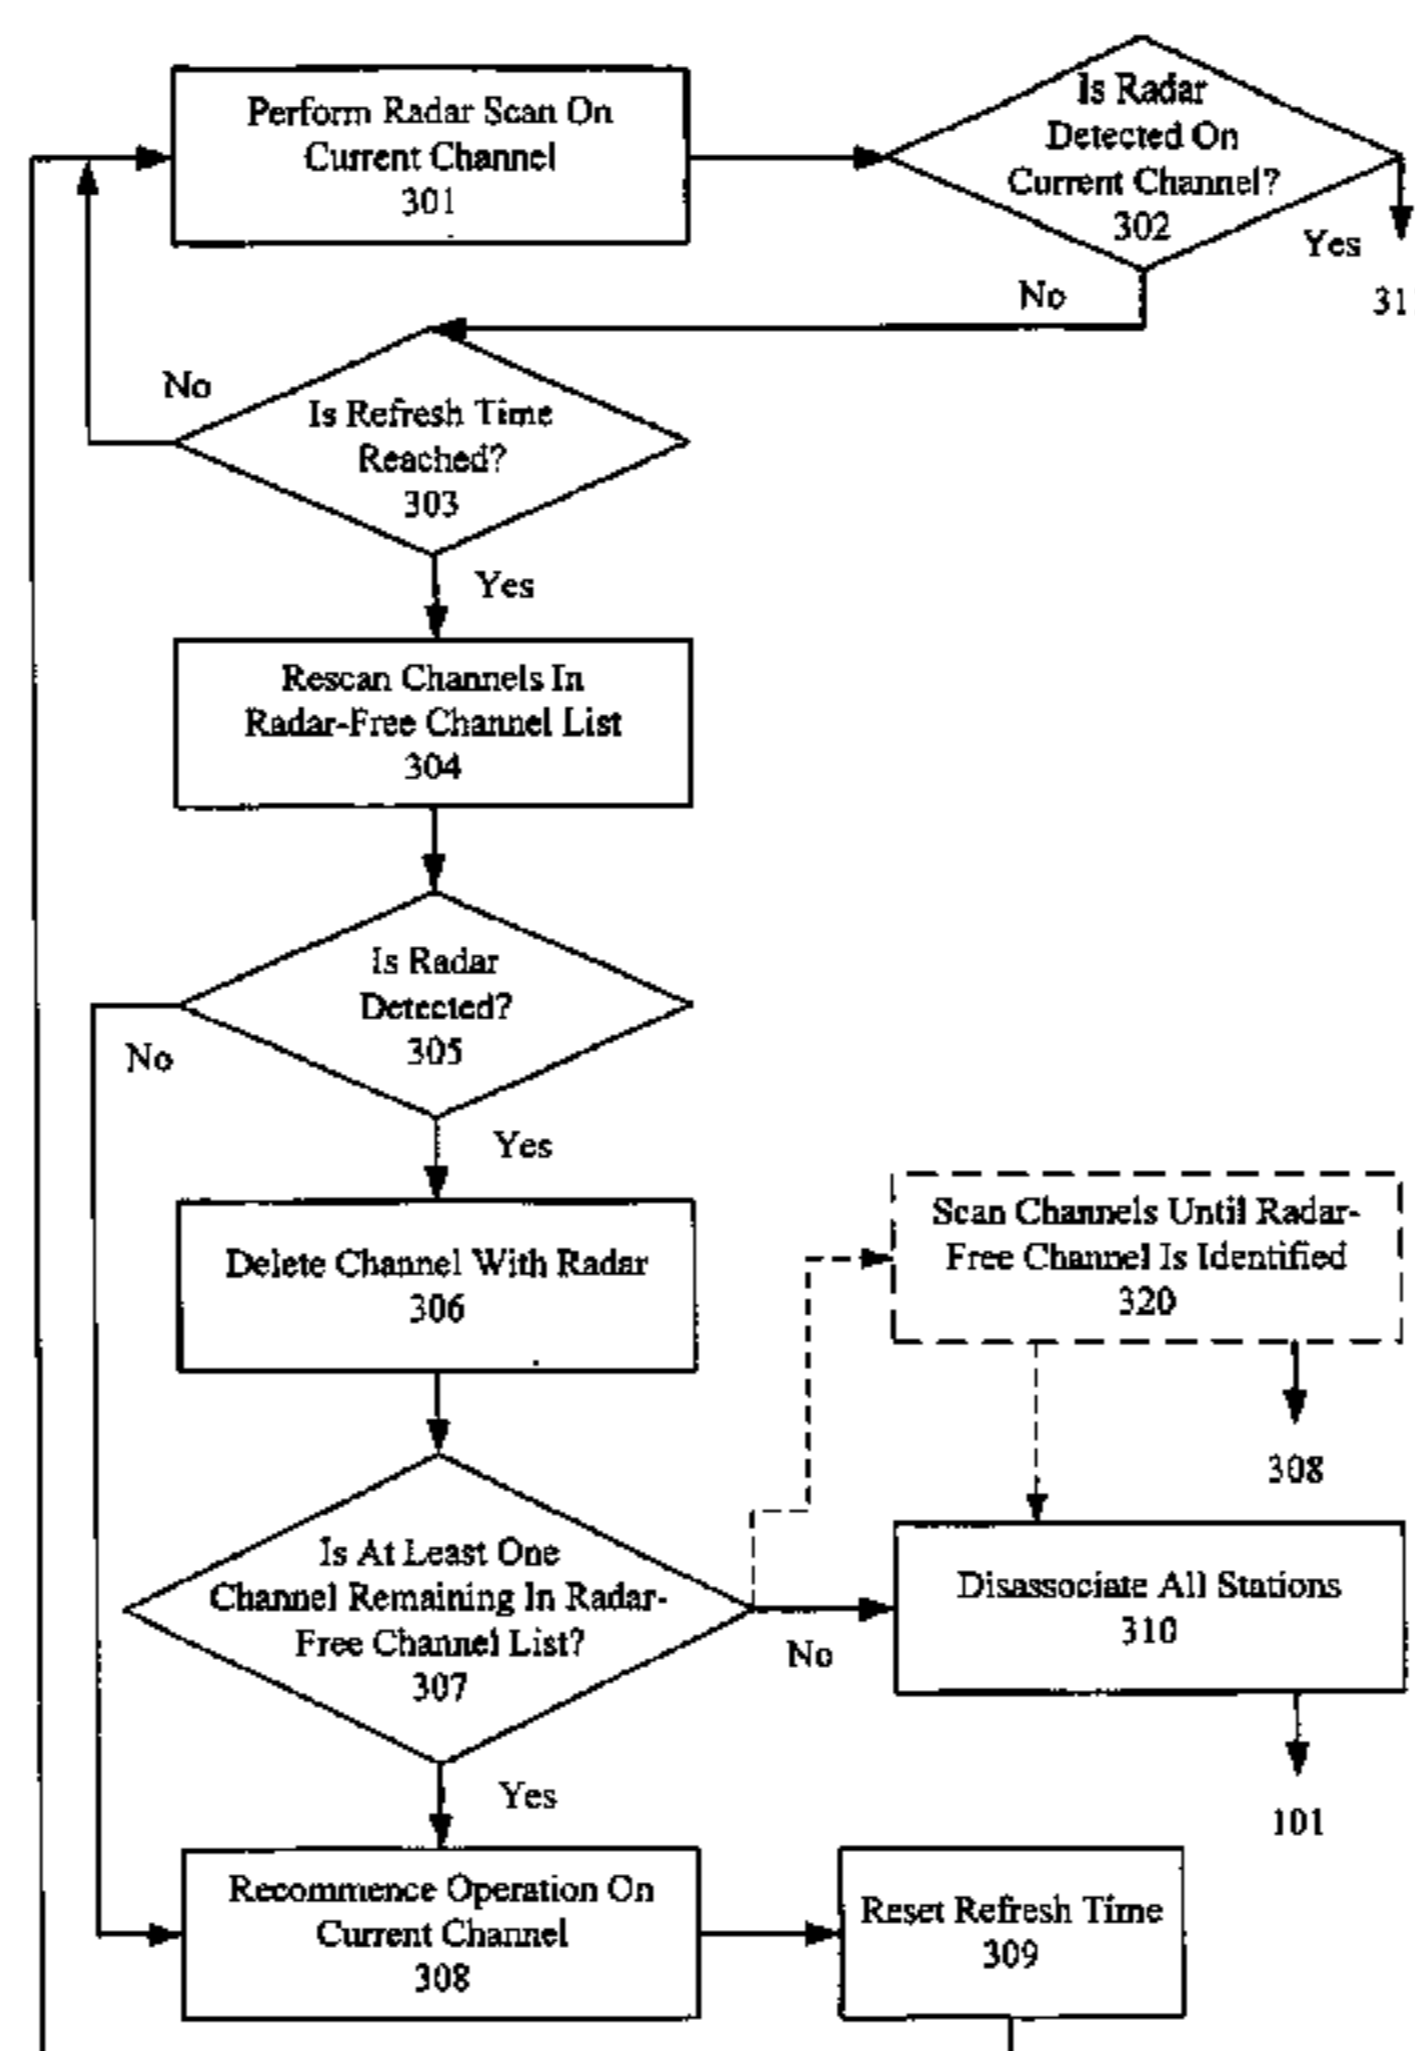 Perform Radar Scan On
Current Channel
301
Is Radar
Detected On
Current Channel?
302
Yes
31
No
No
Is Refresh Time
Reached?
303
Yes
Rescan Channels In
Radar-Free Channel List
304
Is Radar
Detected?
305
No
Yes
Delete Channel With Radar
306
Scan Channels Until Radar-
Free Channel Is Identified
320
308
Is At Least One
Channel Remaining In Radar-
Free Channel List?
307
No
Disassociate All Stations
310
101
Yes
Recommence Operation On
Current Channel
308
Reset Refresh Time
309